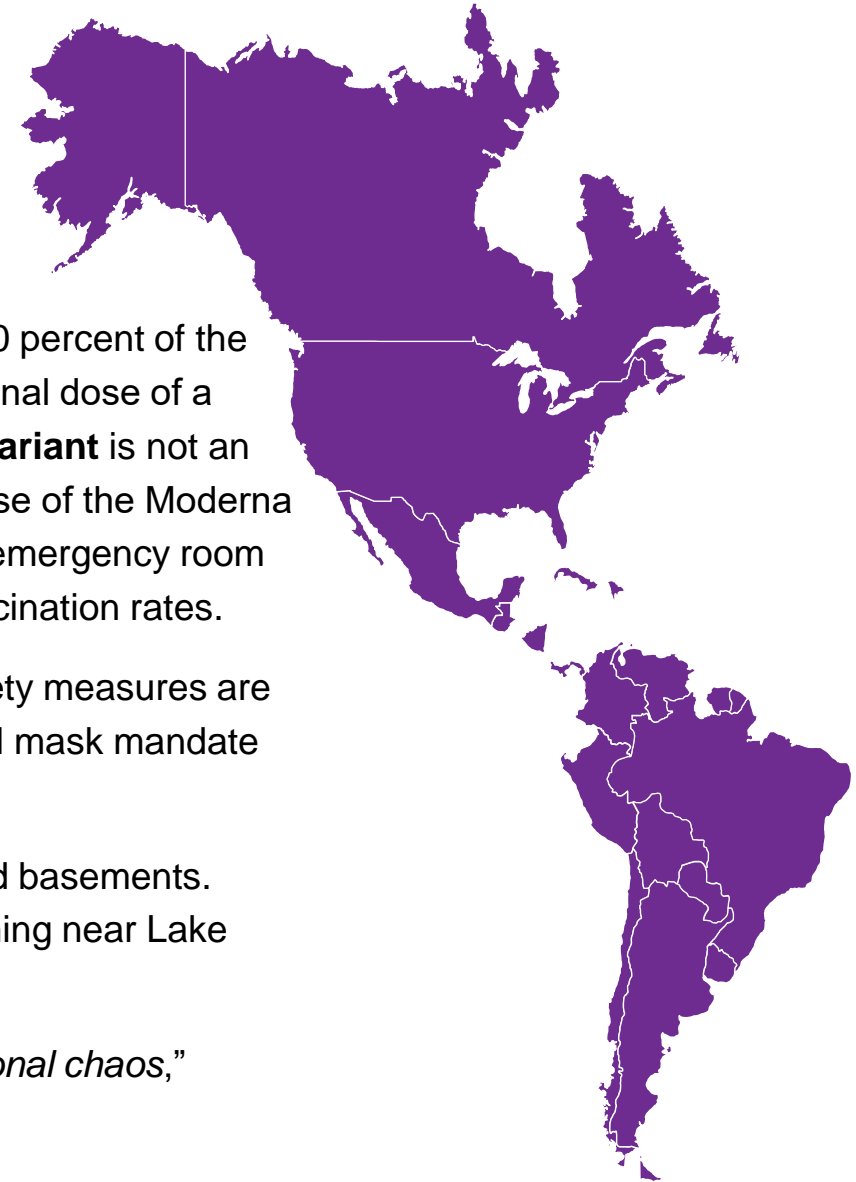 0 percent of the
nal dose of a
ariant is not an
se of the Moderna
emergency room
cination rates.
ety measures are
l mask mandate
d basements.
ning near Lake
onal chaos,”